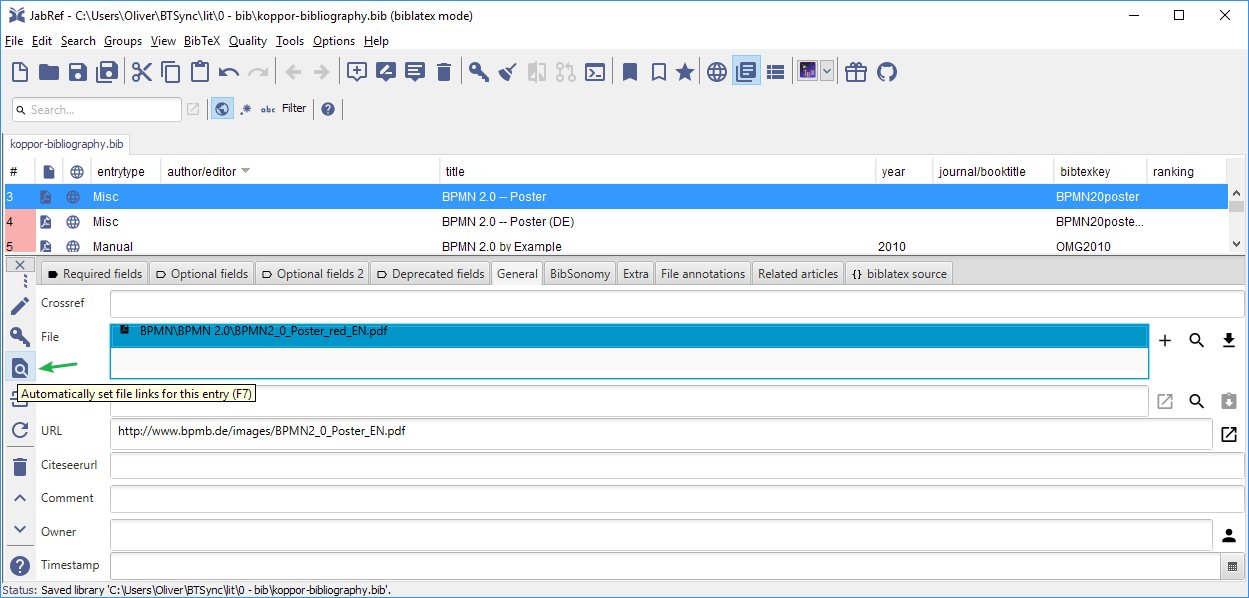 JabRef - C:\Users\Oliver\BTSync\lit\0 - bib\koppor-bibliography.bib (biblatex mode)
File Edit Search Groups View BibTeX Quality Tools Options Help
Search... abc Filter
koppor-bibliography.bib
# entrytype author/editor title year journal/booktitle bibtexkey ranking
3 Misc BPMN 2.0 -- Poster BPMN20poster
4 Misc BPMN 2.0 -- Poster (DE) BPMN20poste...
5 Manual BPMN 2.0 by Example 2010 OMG2010
Required fields Optional fields Optional fields 2 Deprecated fields General BibSonomy Extra File annotations Related articles {} biblatex source
Crossref
File BPMN\BPMN 2.0\BPMN2_0_Poster_red_EN.pdf
Automatically set file links for this entry (F7)
URL http://www.bpmb.de/images/BPMN2_0_Poster_EN.pdf
Citeseerurl
Comment
Owner
Timestamp
Status: Saved library 'C:\Users\Oliver\BTSync\lit\0 - bib\koppor-bibliography.bib'.